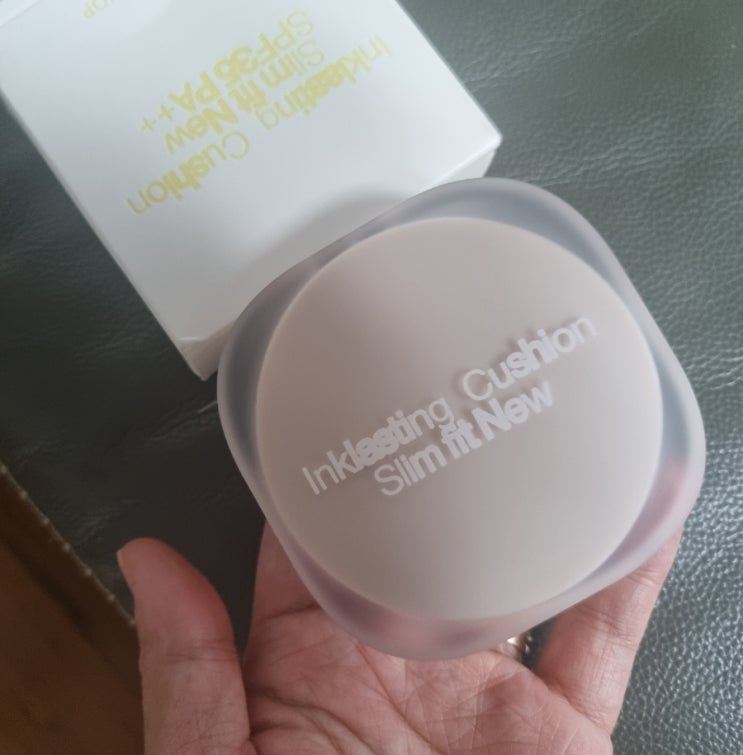 Inklasting Cushion
Slim fit New
SPF35 PA++
Inklasting Cushion
Slim fit New